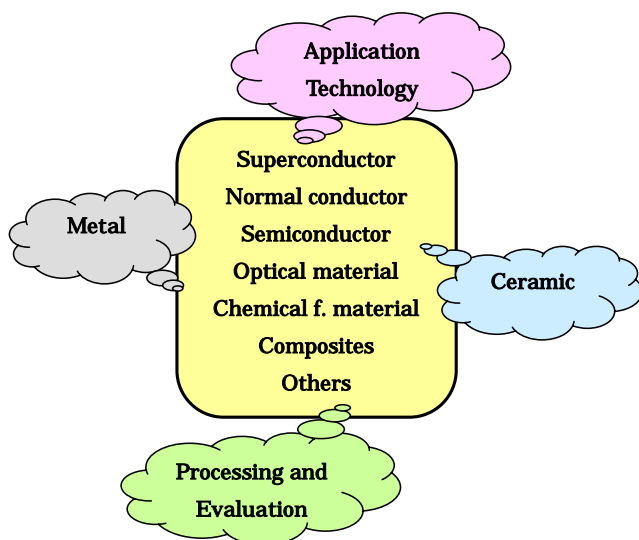 Application
Technology
Superconductor
Normal conductor
Semiconductor
Optical material
Chemical f. material
Composites
Others
Metal
Ceramic
Processing and
Evaluation